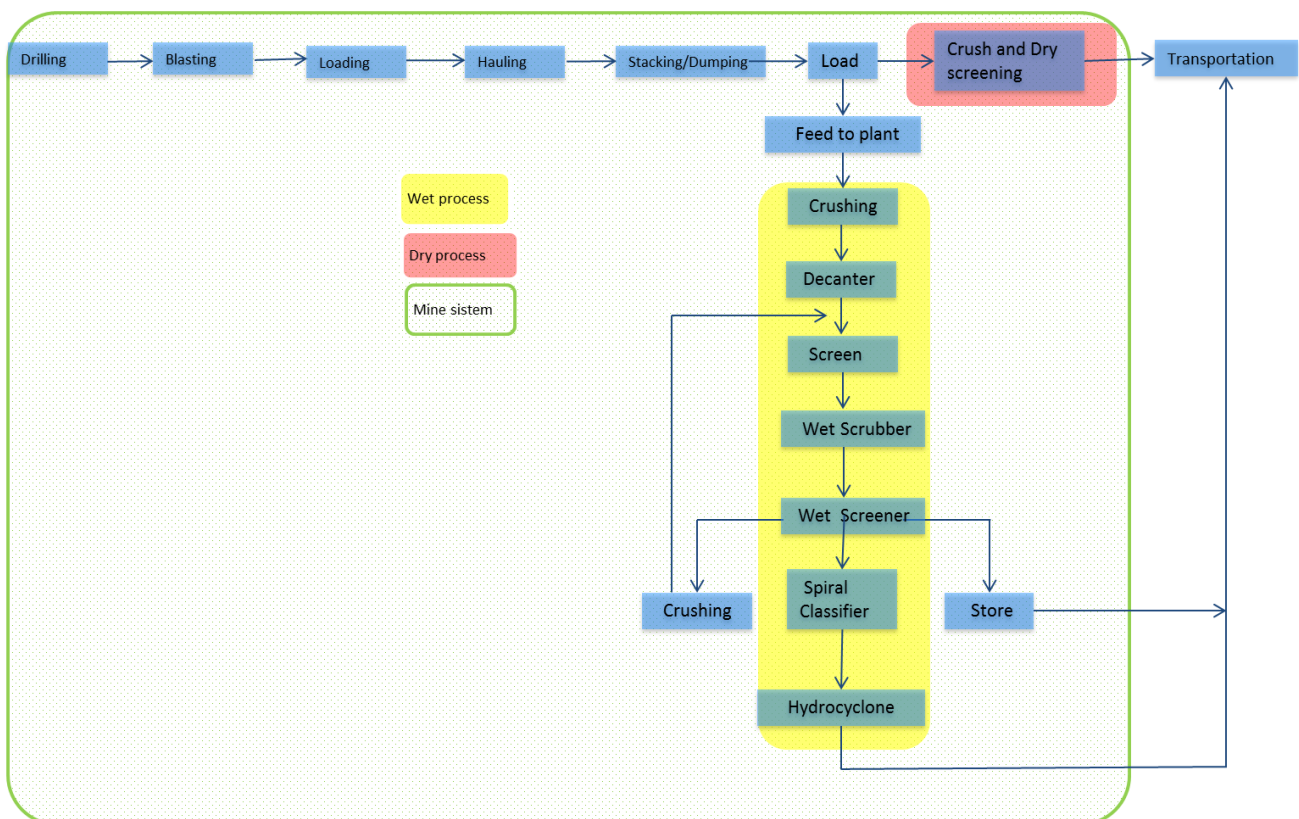 Drilling
Blasting
Loading
Hauling
Stacking/Dumping
Load
Crush and Dry
screening
Transportation
Feed to plant
Wet process
Crushing
Dry process
Decanter
Mine sistem
Screen
Wet Scrubber
Wet Screener
Crushing
Spiral
Classifier
Store
Hydrocyclone